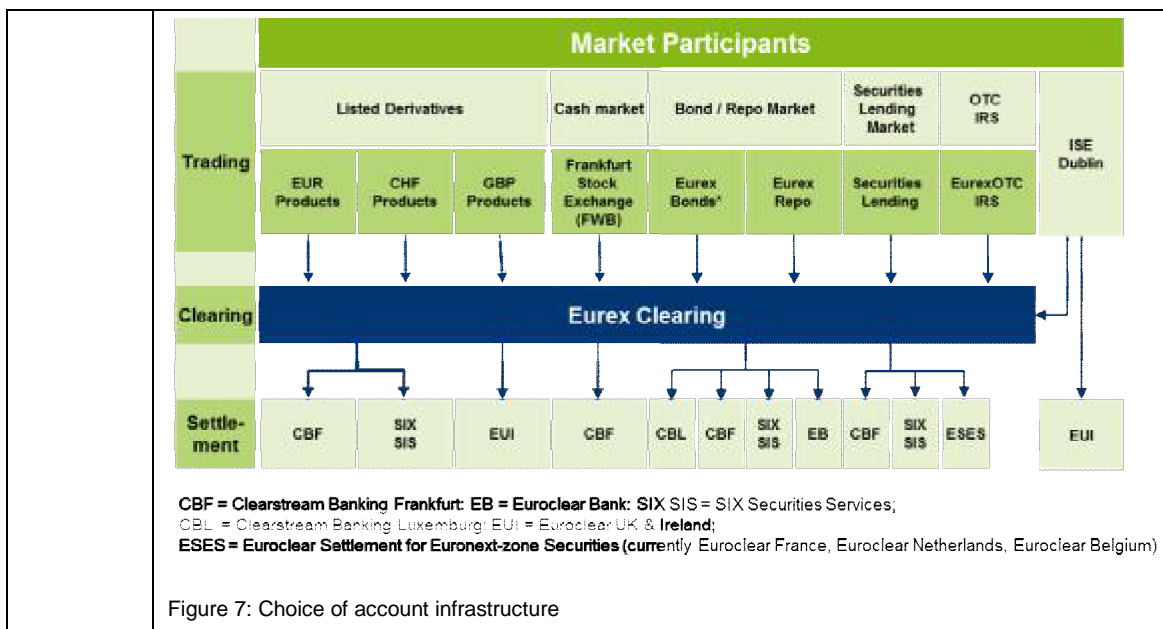 Market Participants
Trading
Listed Derivatives
Cash market
Bond / Repo Market
Securities
Lending
Market
OTC
IRS
ISE
Dublin
EUR
Products
CHF
Products
GBP
Products
Frankfurt
Stock
Exchange
(FWB)
Eurex
Bonds*
Eurex
Repo
Securities
Lending
EurexOTC
IRS
Clearing
Eurex Clearing
Settle-
ment
CBF
SIX
SIS
EUI
CBF
CBL
CBF
SIX
SIS
EB
CBF
SIX
SIS
ESES
EUI
CBF = Clearstream Banking Frankfurt: EB = Euroclear Bank: SIX SIS = SIX Securities Services;
CBL = Clearstream Banking Luxemburg: EUI = Euroclear UK & Ireland;
ESES = Euroclear Settlement for Euronext-zone Securities (currently Euroclear France, Euroclear Netherlands, Euroclear Belgium)
Figure 7: Choice of account infrastructure